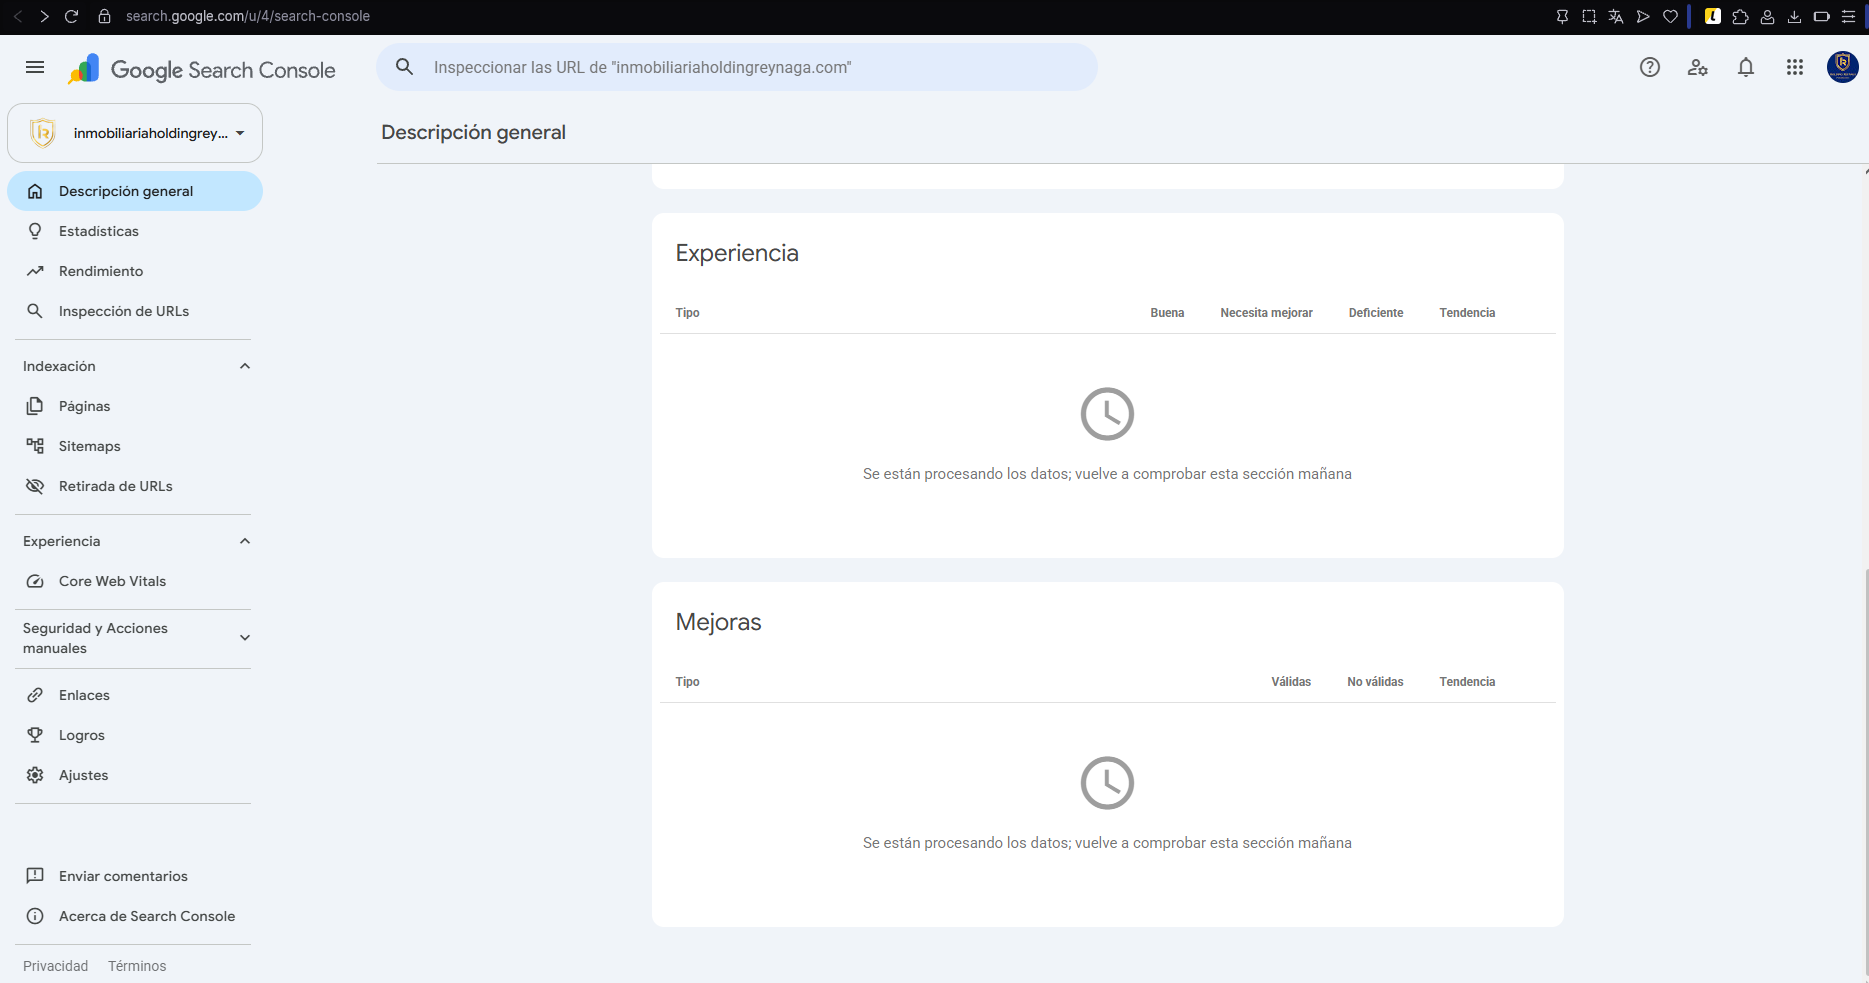 search.google.com/u/4/search-console
Google Search Console
Inspeccionar las URL de "inmobiliariaholdingreynaga.com"
inmobiliariaholdingrey...
Descripción general
Descripción general
Estadísticas
Rendimiento
Inspección de URLs
Indexación
Páginas
Sitemaps
Retirada de URLs
Experiencia
Core Web Vitals
Seguridad y Acciones
manuales
Enlaces
Logros
Ajustes
Enviar comentarios
Acerca de Search Console
Privacidad Términos
Experiencia
Tipo Buena Necesita mejorar Deficiente Tendencia
Se están procesando los datos; vuelve a comprobar esta sección mañana
Mejoras
Tipo Válidas No válidas Tendencia
Se están procesando los datos; vuelve a comprobar esta sección mañana